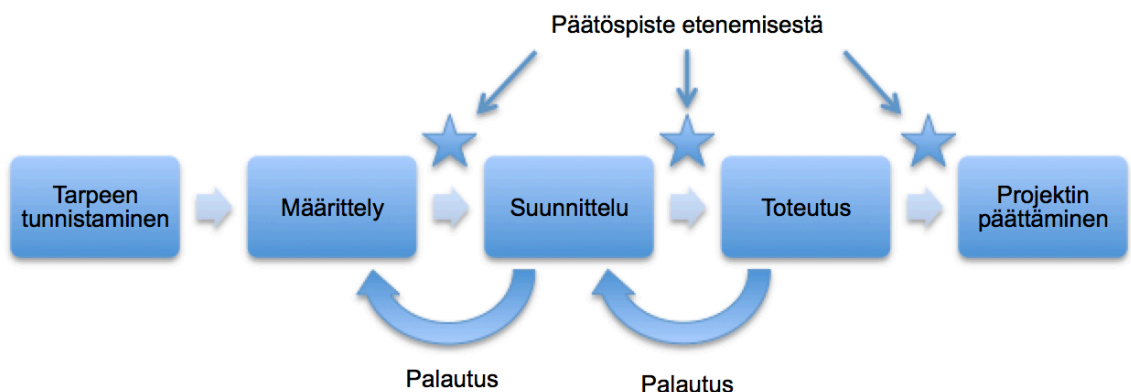 Päätöspiste etenemisestä
Tarpeen
tunnistaminen
Määrittely
Suunnittelu
Toteutus
Projektin
päättäminen
Palautus
Palautus